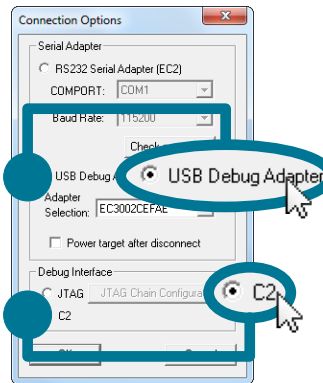 Connection Options
Serial Adapter
RS232 Serial Adapter (EC2)
COMPORT: COM1
Baud Rate: 115200
Check
USB Debug
USB Debug Adapter
Adapter
Selection: EC3002CEFAE
Power target after disconnect
Debug Interface
JTAG JTAG Chain
C2
C2